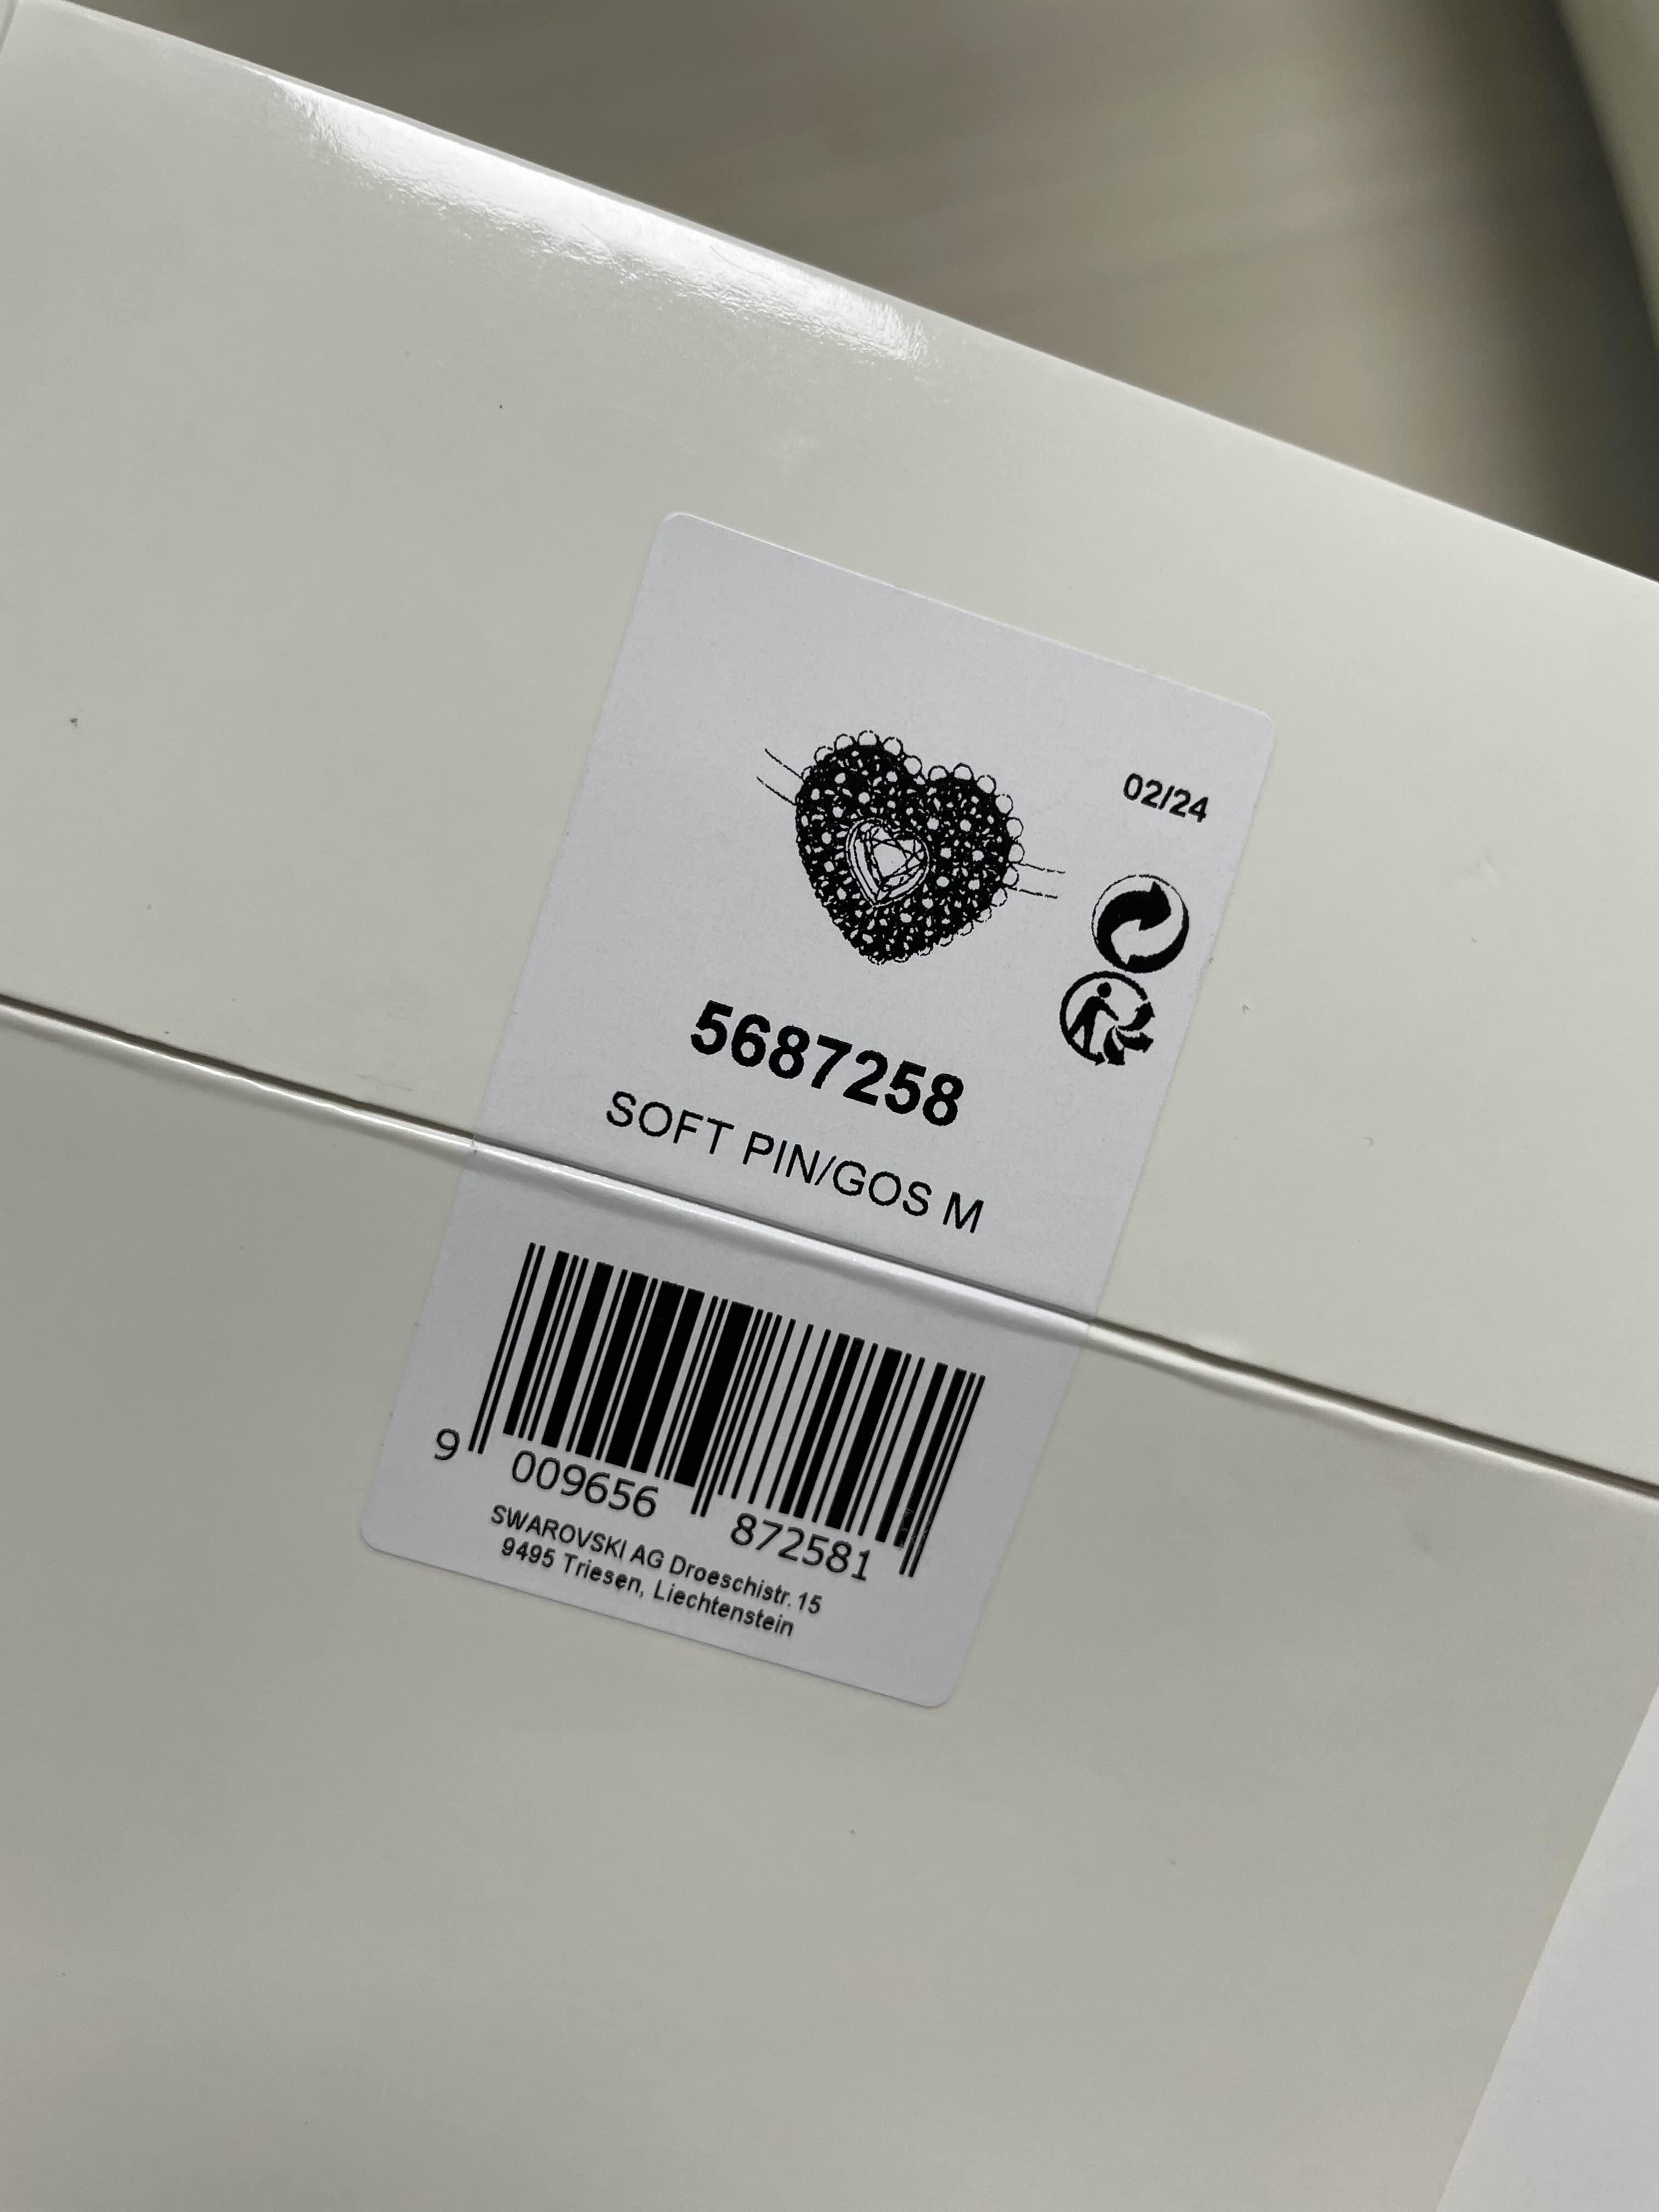 02/24
5687258
SOFT PIN/GOS M
9 009656 872581
SWAROVSKI AG Droeschistr. 15
9495 Triesen, Liechtenstein